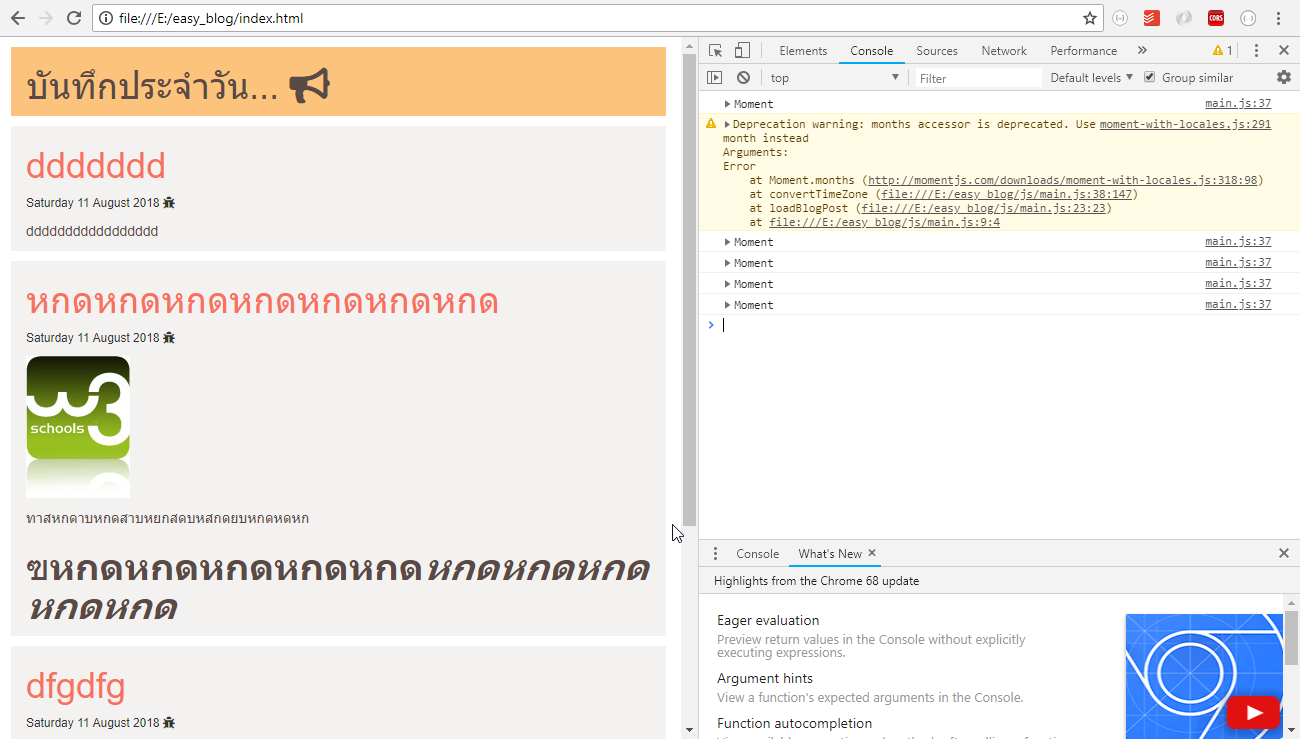 file:///E:/easy_blog/index.html
CORS
บันทึกประจำวัน...
ddddddd
Saturday 11 August 2018
ddddddddddddddddd
หกดหกดหกดหกดหกดหกดหกด
Saturday 11 August 2018
w3
schools
ทาสหกดาบหกดสาบหยกสดบหสกดยบหกดหดหก
ฃหกดหกดหกดหกดหกดหกดหกดหกด
หกดหกด
dfgdfg
Saturday 11 August 2018
Elements Console Sources Network Performance » 1
top Filter Default levels Group similar
Moment main.js:37
Deprecation warning: months accessor is deprecated. Use moment-with-locales.js:291
month instead
Arguments:
Error
at Moment.months (http://momentjs.com/downloads/moment-with-locales.js:318:98)
at convertTimeZone (file:///E:/easy_blog/js/main.js:38:147)
at loadBlogPost (file:///E:/easy_blog/js/main.js:23:23)
at file:///E:/easy_blog/js/main.js:9:4
Moment main.js:37
Moment main.js:37
Moment main.js:37
Moment main.js:37
Console What's New
Highlights from the Chrome 68 update
Eager evaluation
Preview return values in the Console without explicitly
executing expressions.
Argument hints
View a function's expected arguments in the Console.
Function autocompletion